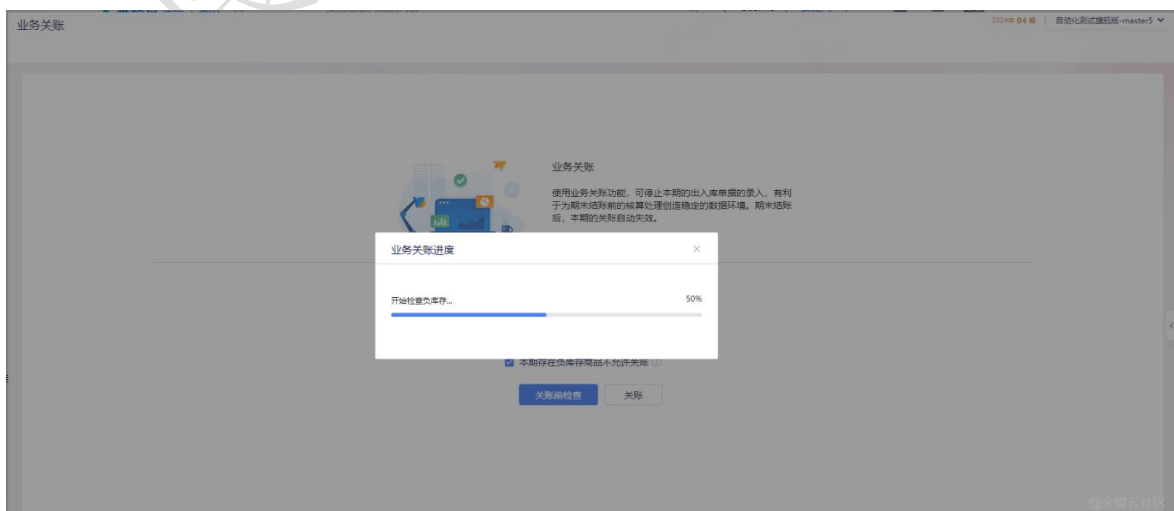 业务关账
2024年 04 期
自动化测试旗舰版-master5
业务关账
使用业务关账功能，可停止本期的出入库单据的录入，有利
于为期末结账前的核算处理创造稳定的数据环境。期末结账
后，本期的关账自动失效。
业务关账进度
开始检查负库存...
50%
本期存在负库存商品不允许关账
关账前检查
关账
@金蝶云社区